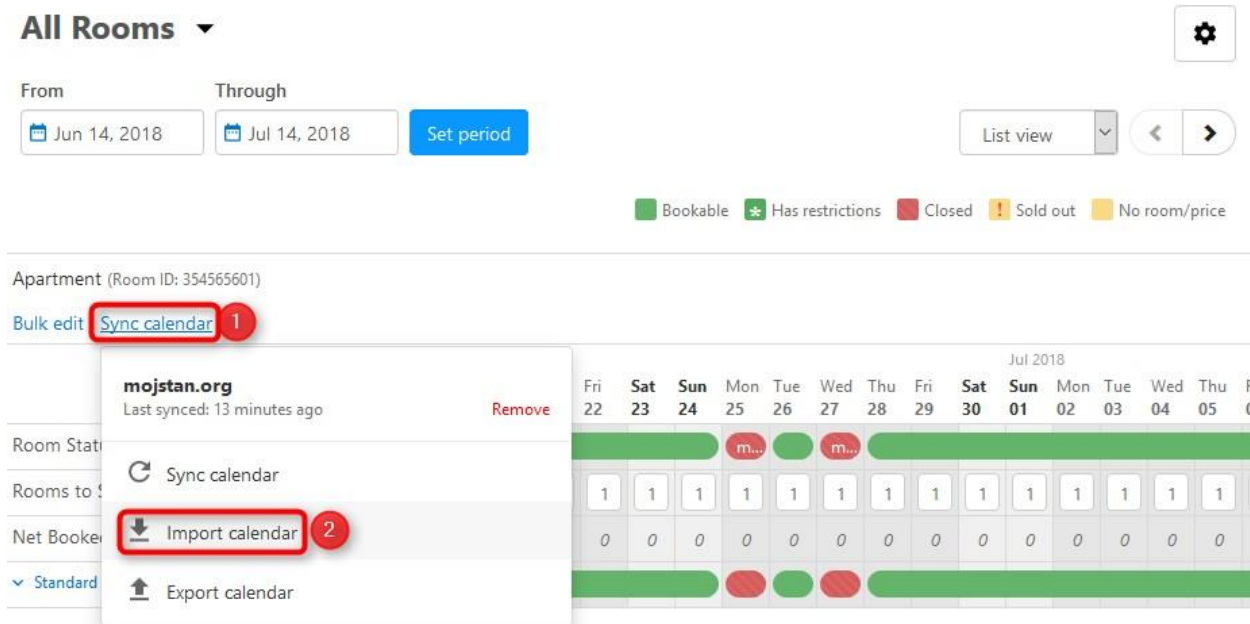 All Rooms
From Through
Jun 14, 2018 Jul 14, 2018 Set period List view
Bookable * Has restrictions Closed ! Sold out No room/price
Apartment (Room ID: 354565601)
Bulk edit Sync calendar 1
Jul 2018
mojstan.org
Last synced: 13 minutes ago Remove
Fri Sat Sun Mon Tue Wed Thu Fri Sat Sun Mon Tue Wed Thu
22 23 24 25 26 27 28 29 30 01 02 03 04 05
Room Stat m... m...
Sync calendar
Rooms to 1 1 1 1 1 1 1 1 1 1 1 1 1 1
Import calendar 2
Net Booke 0 0 0 0 0 0 0 0 0 0 0 0 0 0
Standard
Export calendar